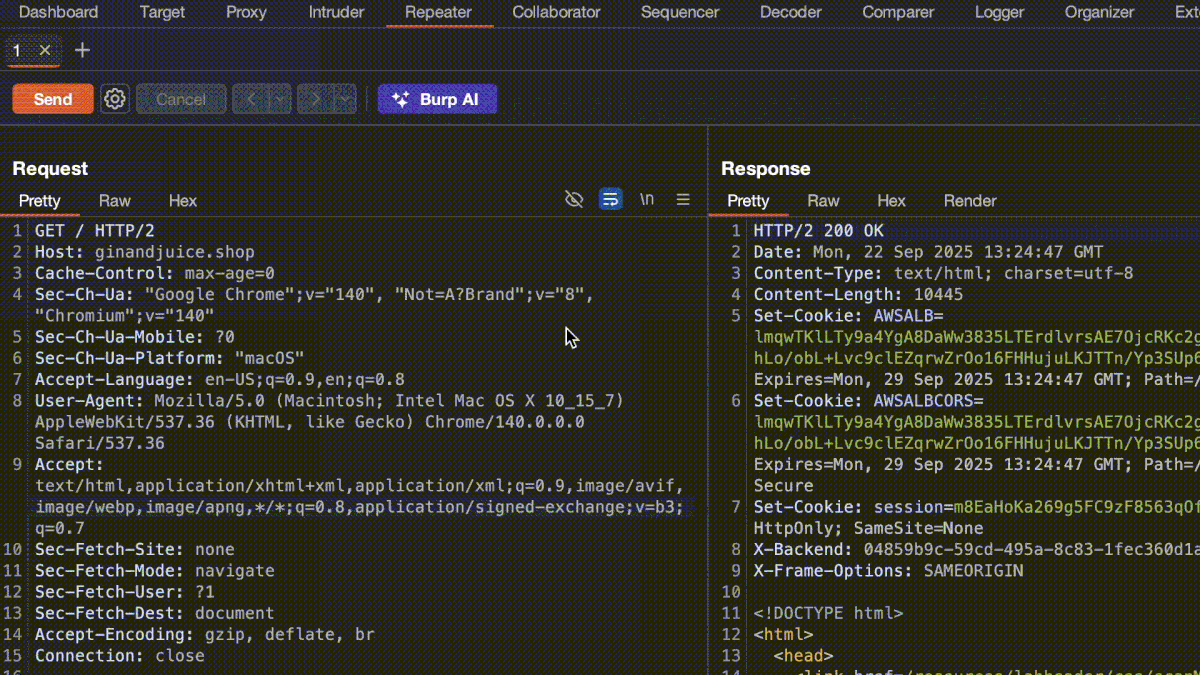 Dashboard Target Proxy Intruder Repeater Collaborator Sequencer Decoder Comparer Logger Organizer
1 × +
Send Cancel < > Burp AI
Request
Pretty Raw Hex \n
1 GET / HTTP/2
2 Host: ginandjuice.shop
3 Cache-Control: max-age=0
4 Sec-Ch-Ua: "Google Chrome";v="140", "Not=A?Brand";v="8",
"Chromium";v="140"
5 Sec-Ch-Ua-Mobile: ?0
6 Sec-Ch-Ua-Platform: "macOS"
7 Accept-Language: en-US;q=0.9,en;q=0.8
8 User-Agent: Mozilla/5.0 (Macintosh; Intel Mac OS X 10_15_7)
AppleWebKit/537.36 (KHTML, like Gecko) Chrome/140.0.0.0
Safari/537.36
9 Accept:
text/html,application/xhtml+xml,application/xml;q=0.9,image/avif,
image/webp,image/apng,*/*;q=0.8,application/signed-exchange;v=b3;
q=0.7
10 Sec-Fetch-Site: none
11 Sec-Fetch-Mode: navigate
12 Sec-Fetch-User: ?1
13 Sec-Fetch-Dest: document
14 Accept-Encoding: gzip, deflate, br
15 Connection: close
Response
Pretty Raw Hex Render
1 HTTP/2 200 OK
2 Date: Mon, 22 Sep 2025 13:24:47 GMT
3 Content-Type: text/html; charset=utf-8
4 Content-Length: 10445
5 Set-Cookie: AWSALB=
lmqwTKlLTy9a4YgA8DaWw3835LTErdlvrsAE7OjcRKc2g
hLo/obL+Lvc9clEZqrwZrOo16FHHujuLKJTTn/Yp3SUp6
Expires=Mon, 29 Sep 2025 13:24:47 GMT; Path=/
6 Set-Cookie: AWSALBCORS=
lmqwTKlLTy9a4YgA8DaWw3835LTErdlvrsAE7OjcRKc2g
hLo/obL+Lvc9clEZqrwZrOo16FHHujuLKJTTn/Yp3SUp6
Expires=Mon, 29 Sep 2025 13:24:47 GMT; Path=/
Secure
7 Set-Cookie: session=m8EaHoKa269g5FC9zF8563qOf
HttpOnly; SameSite=None
8 X-Backend: 04859b9c-59cd-495a-8c83-1fec360d1a
9 X-Frame-Options: SAMEORIGIN
10
11 <!DOCTYPE html>
12 <html>
13 <head>